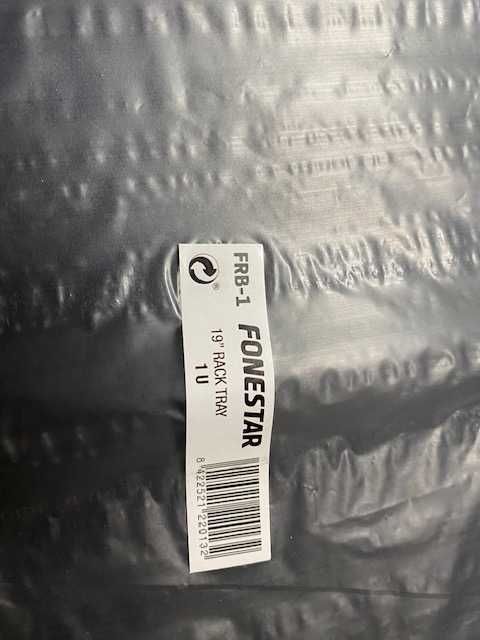 FRB-1 FONESTAR
19" RACK TRAY
1 U
8 422521 220132
®